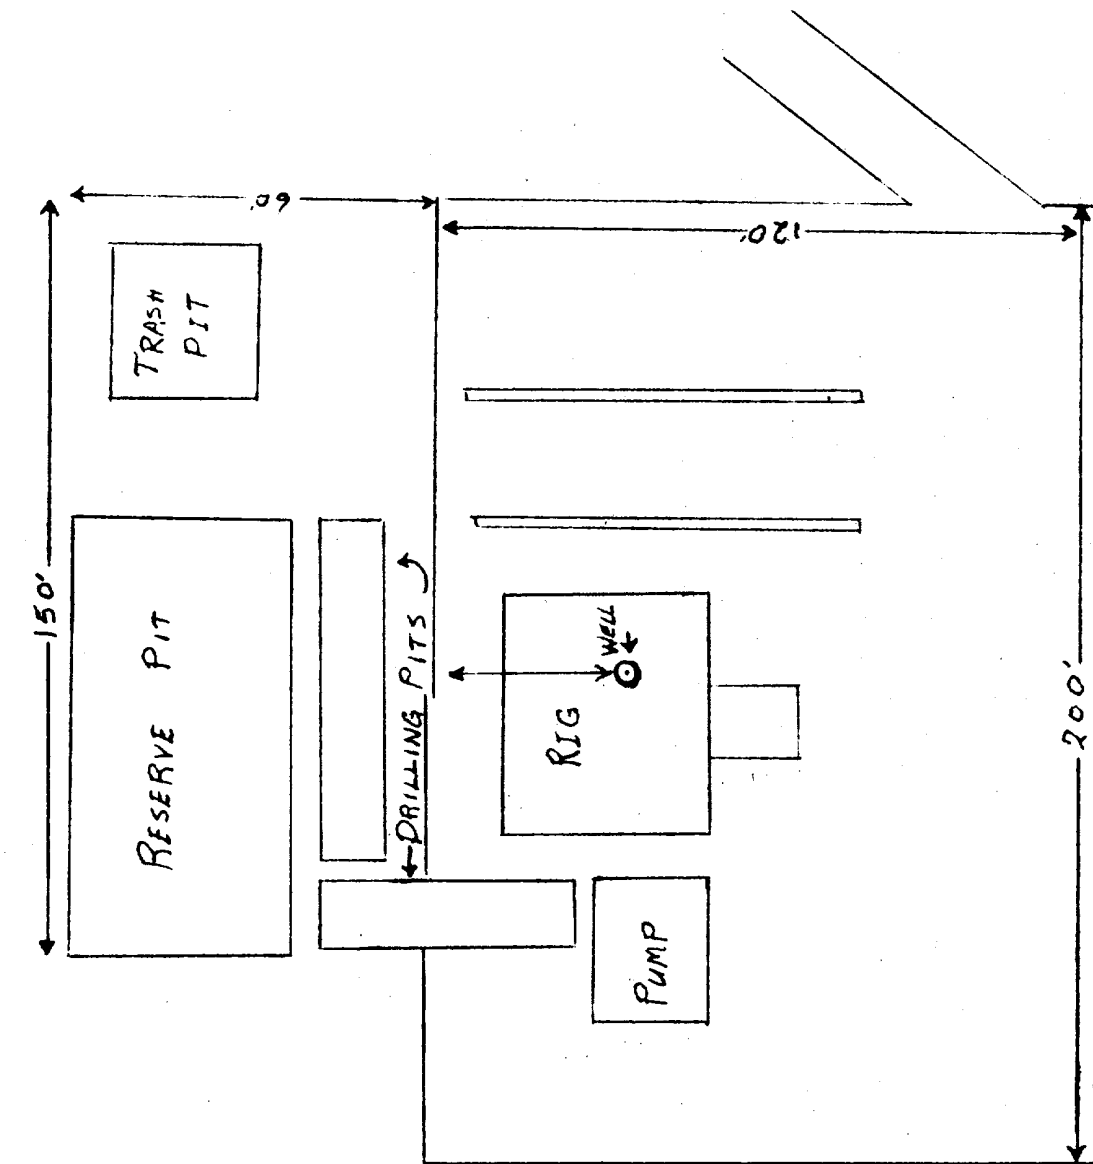 60'
120'
TRASH
PIT
150'
RESERVE PIT
DRILLING PITS
WELL
RIG
PUMP
200'